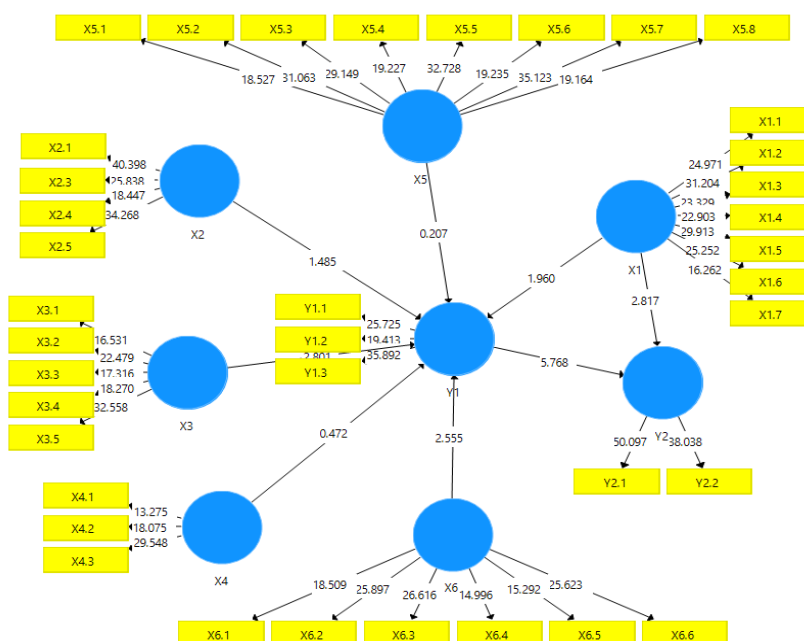 X5.1 X5.2 X5.3 X5.4 X5.5 X5.6 X5.7 X5.8
18.527 31.063 29.149 19.227 32.728 19.235 35.123 19.164
X5
X2.1
X2.3
X2.4
X2.5
40.398
25.838
18.447
34.268
X2
X1.1
X1.2
X1.3
X1.4
X1.5
X1.6
X1.7
24.971
31.204
23.329
22.903
29.913
25.252
16.262
X1
0.207
1.485
1.960
2.817
X3.1
X3.2
X3.3
X3.4
X3.5
16.531
22.479
17.316
18.270
32.558
X3
Y1.1
Y1.2
Y1.3
25.725
19.413
35.892
2.801
Y1
5.768
Y2
50.097 38.038
Y2.1 Y2.2
0.472
2.555
X4.1
X4.2
X4.3
13.275
18.075
29.548
X4
X6
18.509 25.897 26.616 14.996 15.292 25.623
X6.1 X6.2 X6.3 X6.4 X6.5 X6.6